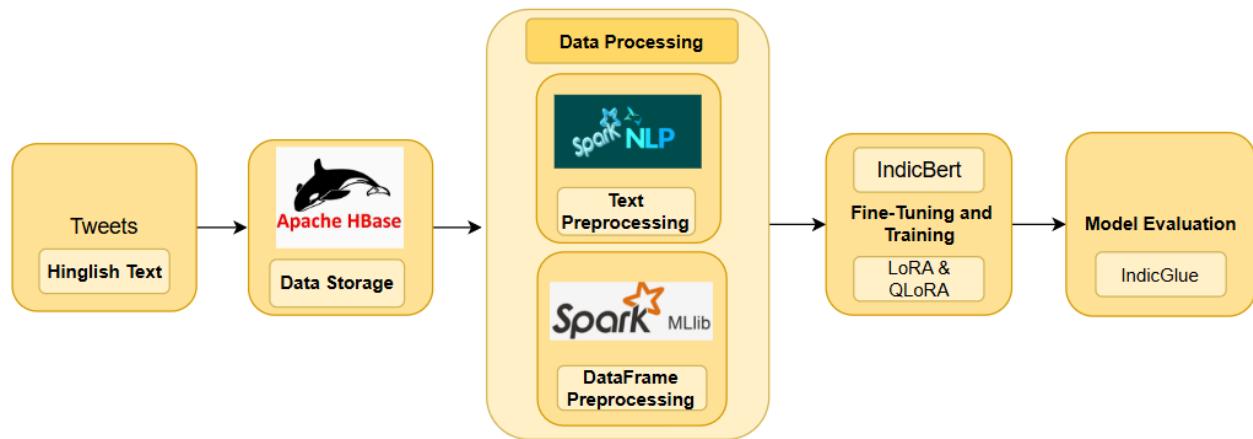 Tweets
Hinglish Text
Apache HBase
Data Storage
Data Processing
Spark NLP
Text
Preprocessing
Spark MLlib
DataFrame
Preprocessing
IndicBert
Fine-Tuning and
Training
LoRA &
QLoRA
Model Evaluation
IndicGlue